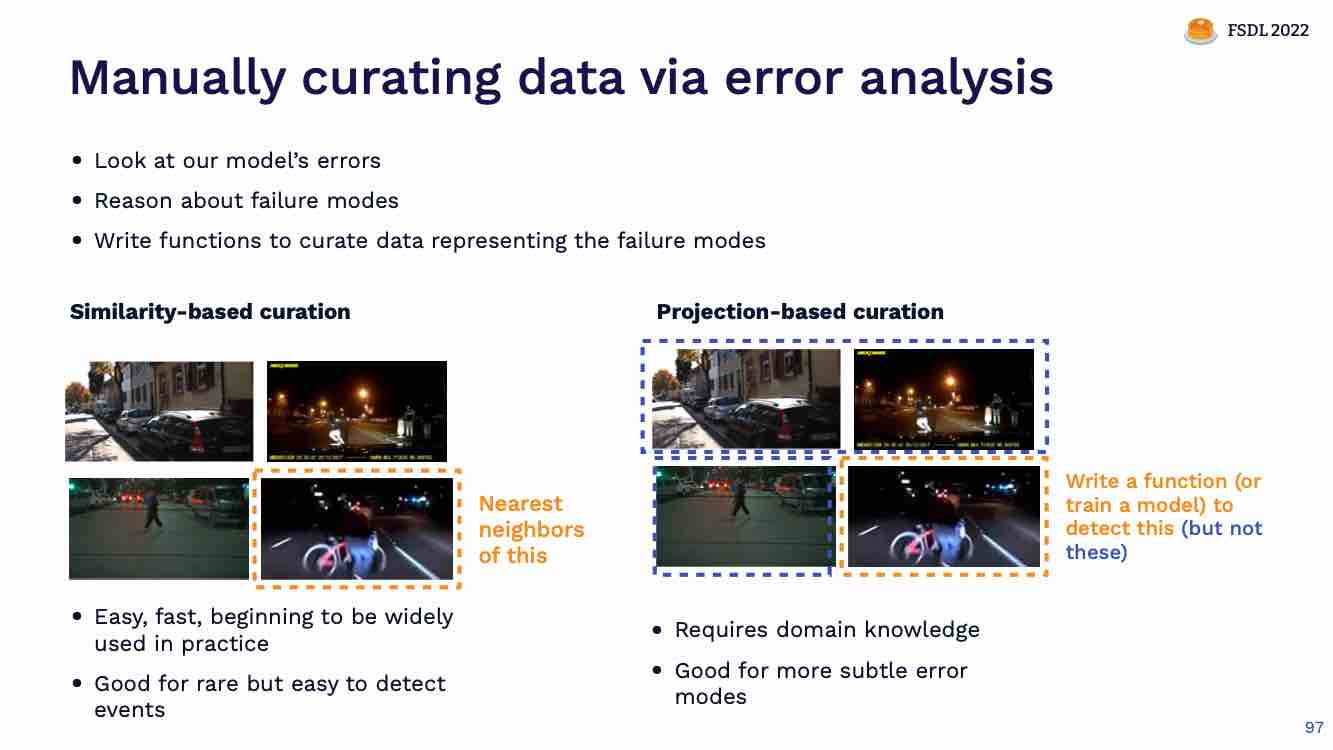 FSDL 2022
Manually curating data via error analysis
• Look at our model's errors
• Reason about failure modes
• Write functions to curate data representing the failure modes
Similarity-based curation
Nearest
neighbors
of this
• Easy, fast, beginning to be widely
used in practice
• Good for rare but easy to detect
events
Projection-based curation
Write a function (or
train a model) to
detect this (but not
these)
• Requires domain knowledge
• Good for more subtle error
modes
97